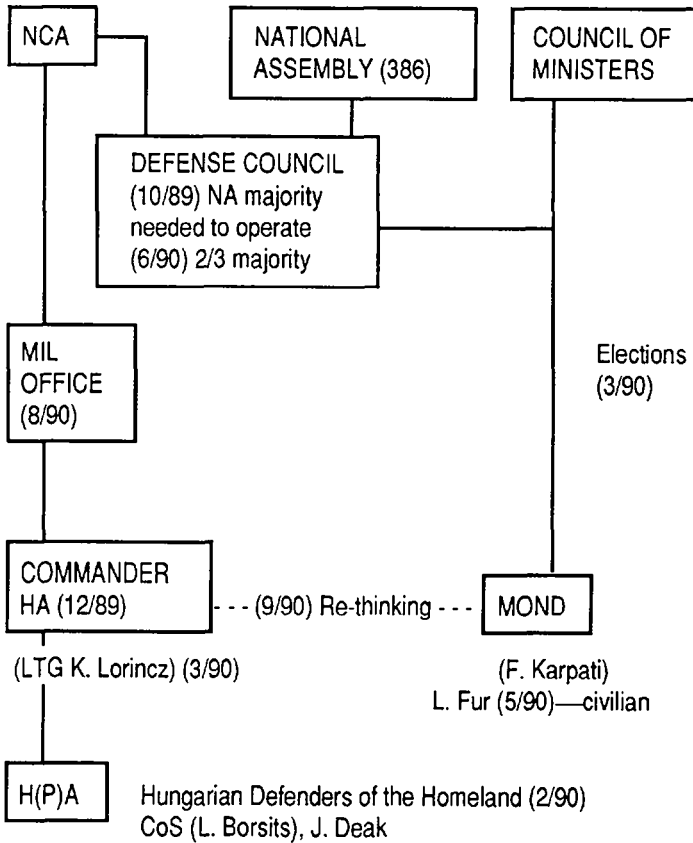 NCA
NATIONAL
ASSEMBLY (386)
COUNCIL OF
MINISTERS
DEFENSE COUNCIL
(10/89) NA majority
needed to operate
(6/90) 2/3 majority
MIL
OFFICE
(8/90)
Elections
(3/90)
COMMANDER
HA (12/89)
- - - (9/90) Re-thinking - - -
MOND
(LTG K. Lorincz) (3/90)
(F. Karpati)
L. Fur (5/90)—civilian
H(P)A
Hungarian Defenders of the Homeland (2/90)
CoS (L. Borsits), J. Deak